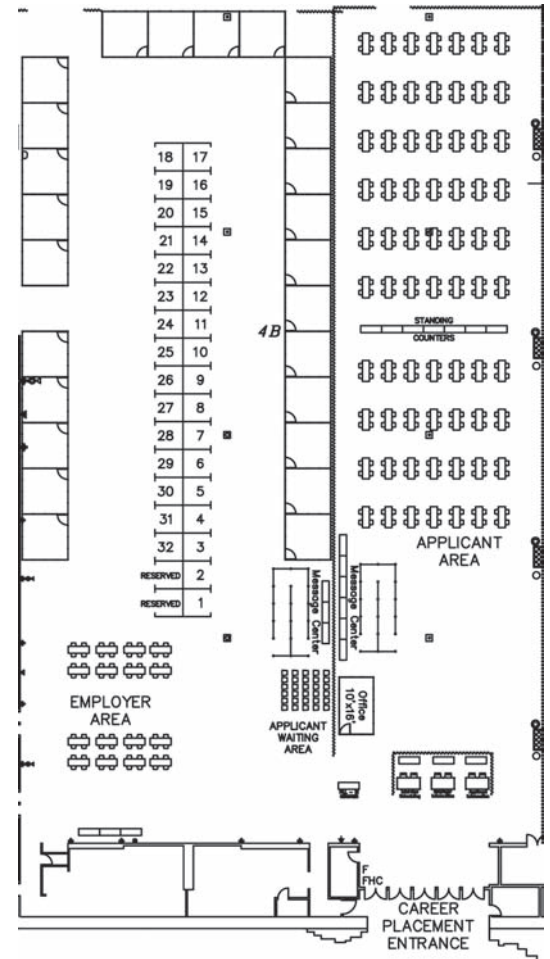 18 17
19 16
20 15
21 14
22 13
23 12
24 11
4B
25 10
26 9
27 8
28 7
29 6
30 5
31 4
32 3
RESERVED 2
RESERVED 1
STANDING
COUNTERS
APPLICANT
AREA
Message Center
Message Center
EMPLOYER
AREA
APPLICANT
WAITING
AREA
Office
10'x16'
F
FHC
CAREER
PLACEMENT
ENTRANCE